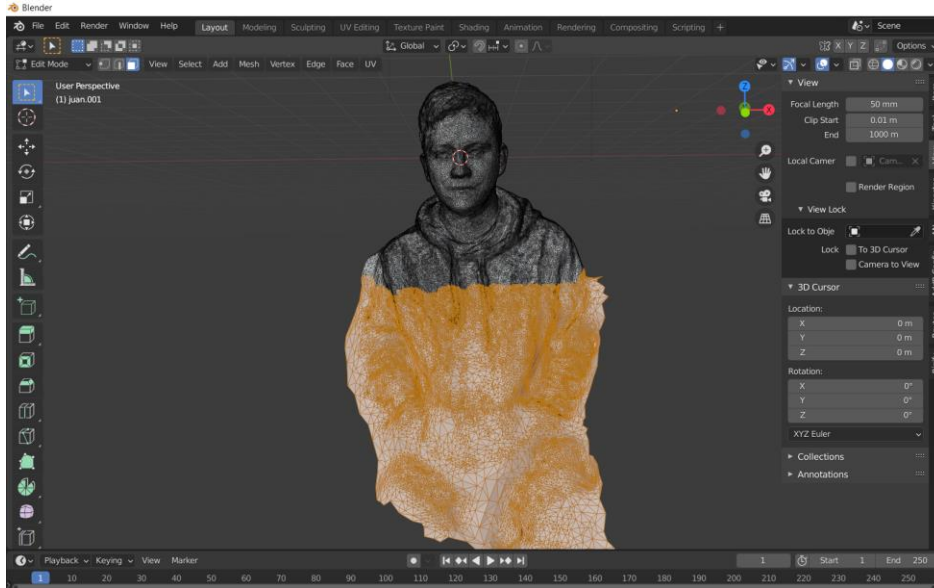 Blender
File Edit Render Window Help Layout Modeling Sculpting UV Editing Texture Paint Shading Animation Rendering Compositing Scripting + Scene
Global X Y Z Options
Edit Mode View Select Add Mesh Vertex Edge Face UV
User Perspective
(1) juan.001
Z
X
View
Focal Length 50 mm
Clip Start 0.01 m
End 1000 m
Local Camer Cam...
Render Region
View Lock
Lock to Obje
Lock To 3D Cursor
Camera to View
3D Cursor
Location:
X 0 m
Y 0 m
Z 0 m
Rotation:
X 0°
Y 0°
Z 0°
XYZ Euler
Collections
Annotations
Playback Keying View Marker 1 Start 1 End 250
1 10 20 30 40 50 60 70 80 90 100 110 120 130 140 150 160 170 180 190 200 210 220 230 240 250